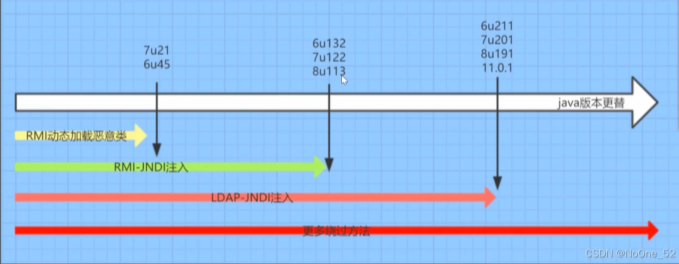 7u21
6u45
6u132
7u122
8u113
6u211
7u201
8u191
11.0.1
java版本更替
RMI动态加载恶意类
RMI-JNDI注入
LDAP-JNDI注入
更多绕过方法
CSDN @NoOne_52